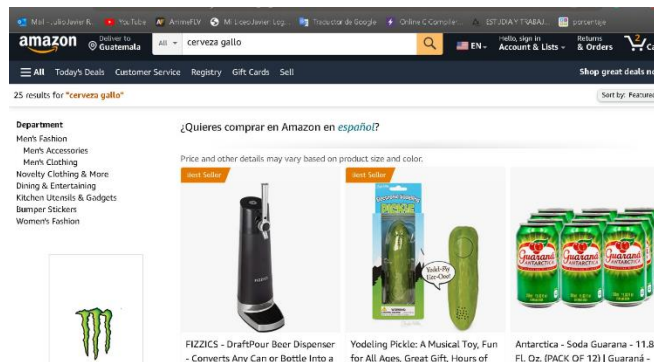 Mail - Julio Javier R. YouTube AnimeFLV Mi Liceo Javier: Log... Traductor de Google Online C Compiler... ESTUDIA Y TRABAJ... porcentaje
amazon Deliver to Guatemala All cerveza gallo EN Hello, sign in Account & Lists Returns & Orders 2
All Today's Deals Customer Service Registry Gift Cards Sell Shop great deals
25 results for "cerveza gallo" Sort by: Featured
Department
Men's Fashion
Men's Accessories
Men's Clothing
Novelty Clothing & More
Dining & Entertaining
Kitchen Utensils & Gadgets
Bumper Stickers
Women's Fashion
¿Quieres comprar en Amazon en español?
Price and other details may vary based on product size and color.
Best Seller
Best Seller
PICKLE
Guaraná
ANTARCTICA
Guaraná
ANTARCTICA
FIZZICS - DraftPour Beer Dispenser
- Converts Any Can or Bottle Into a
Yodeling Pickle: A Musical Toy, Fun
for All Ages, Great Gift, Hours of
Antarctica - Soda Guarana - 11.8
FL. Oz. (PACK OF 12) | Guaraná -